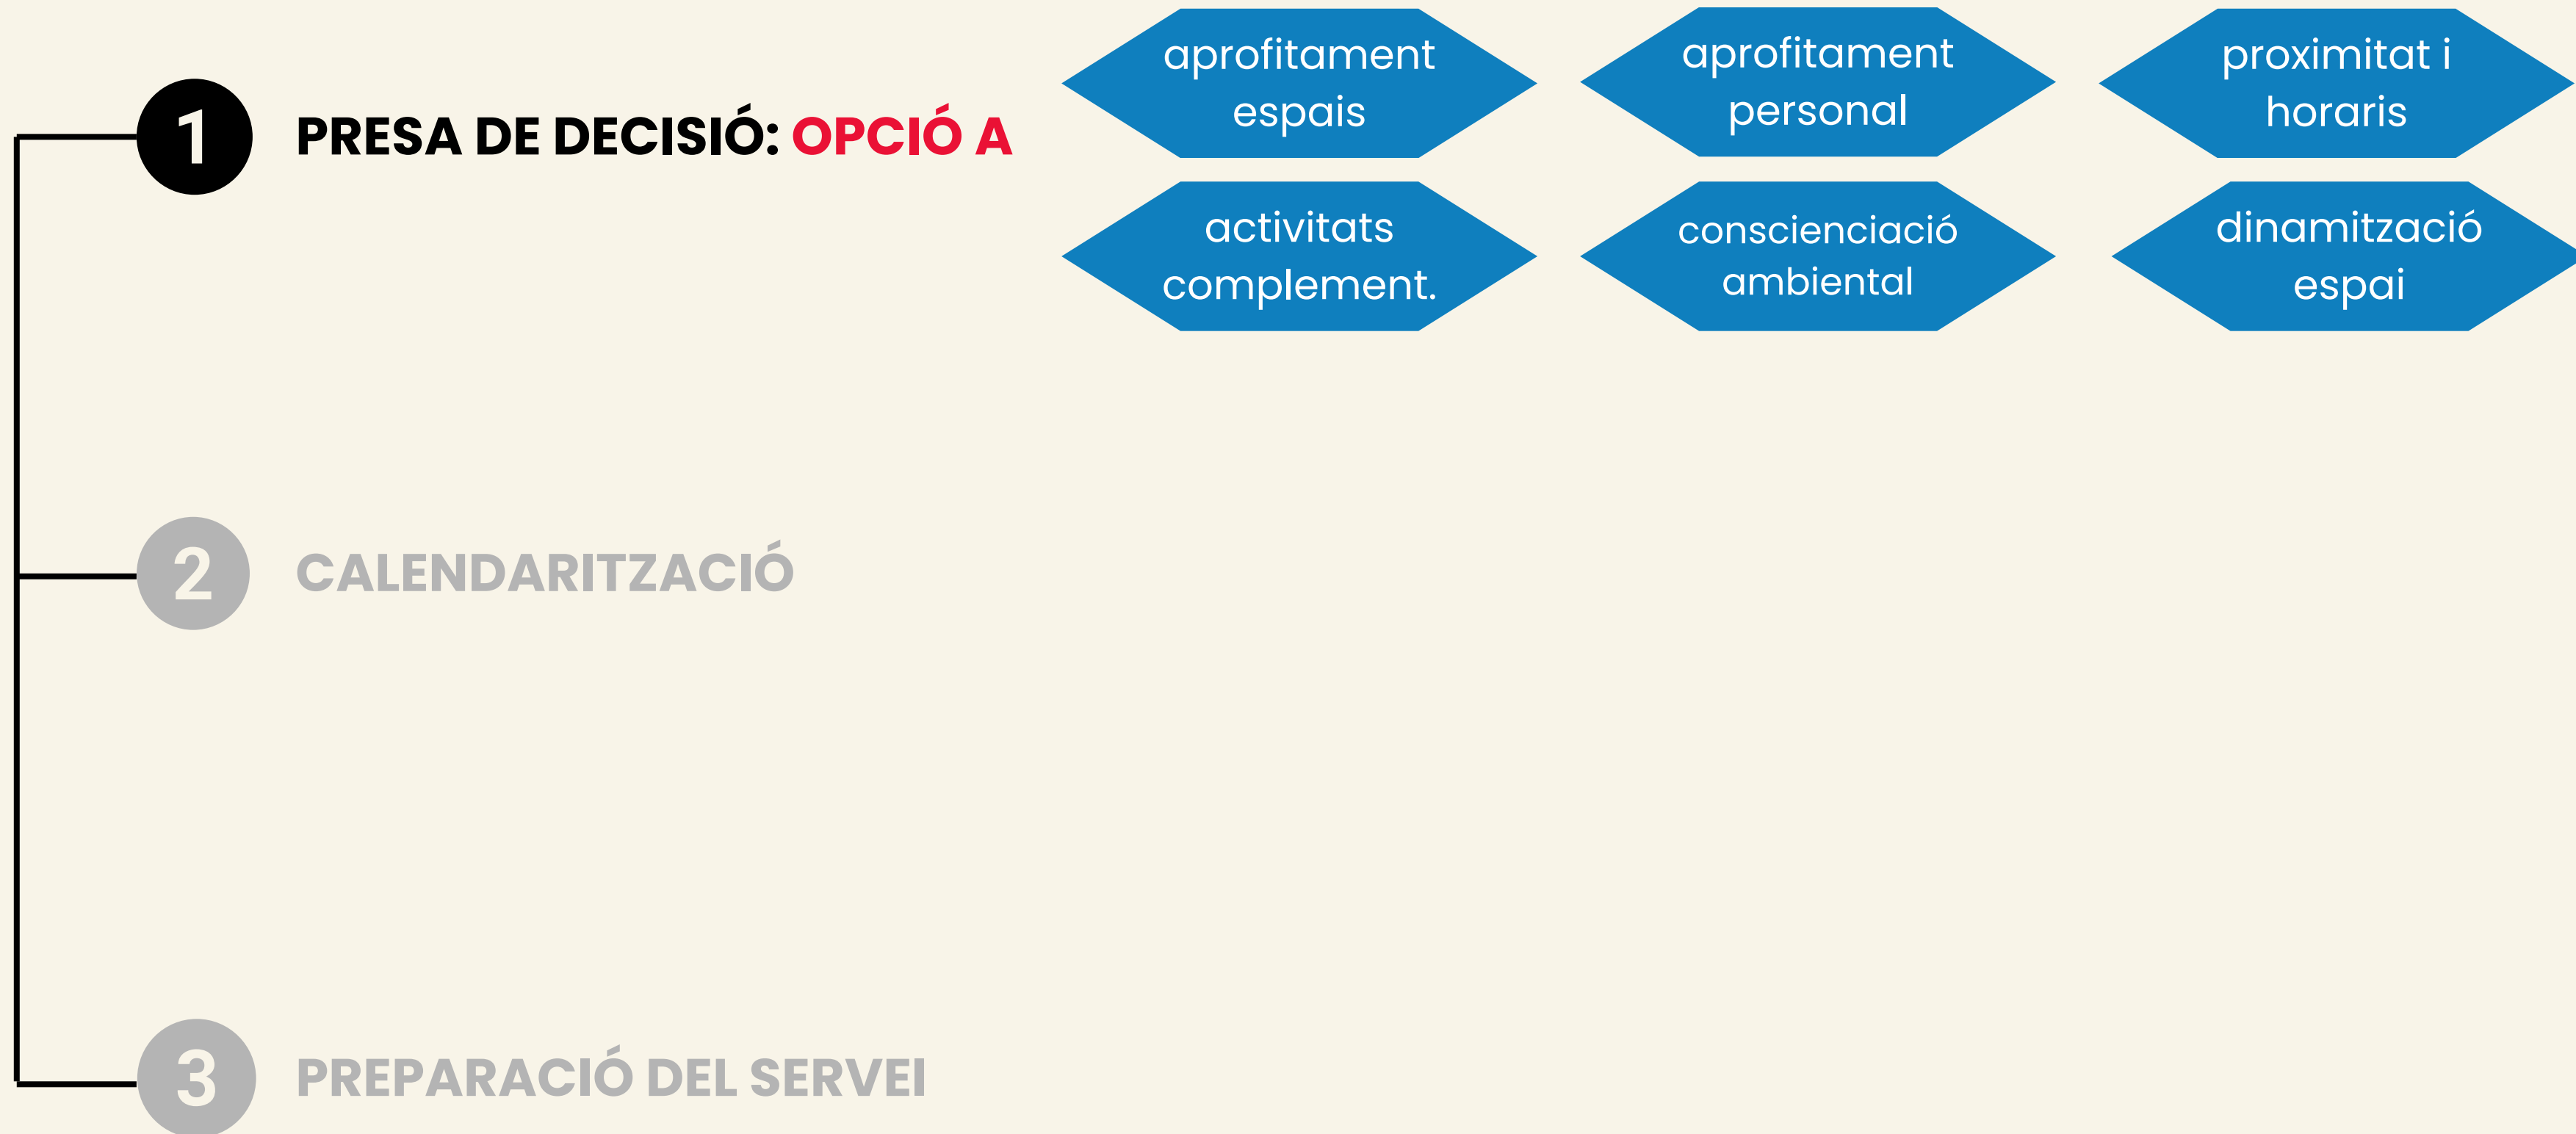 1
PRESA DE DECISIÓ: OPCIÓ A
aprofitament
espais
aprofitament
personal
proximitat i
horaris
activitats
complement.
conscienciació
ambiental
dinamització
espai
2
CALENDARITZACIÓ
3
PREPARACIÓ DEL SERVEI